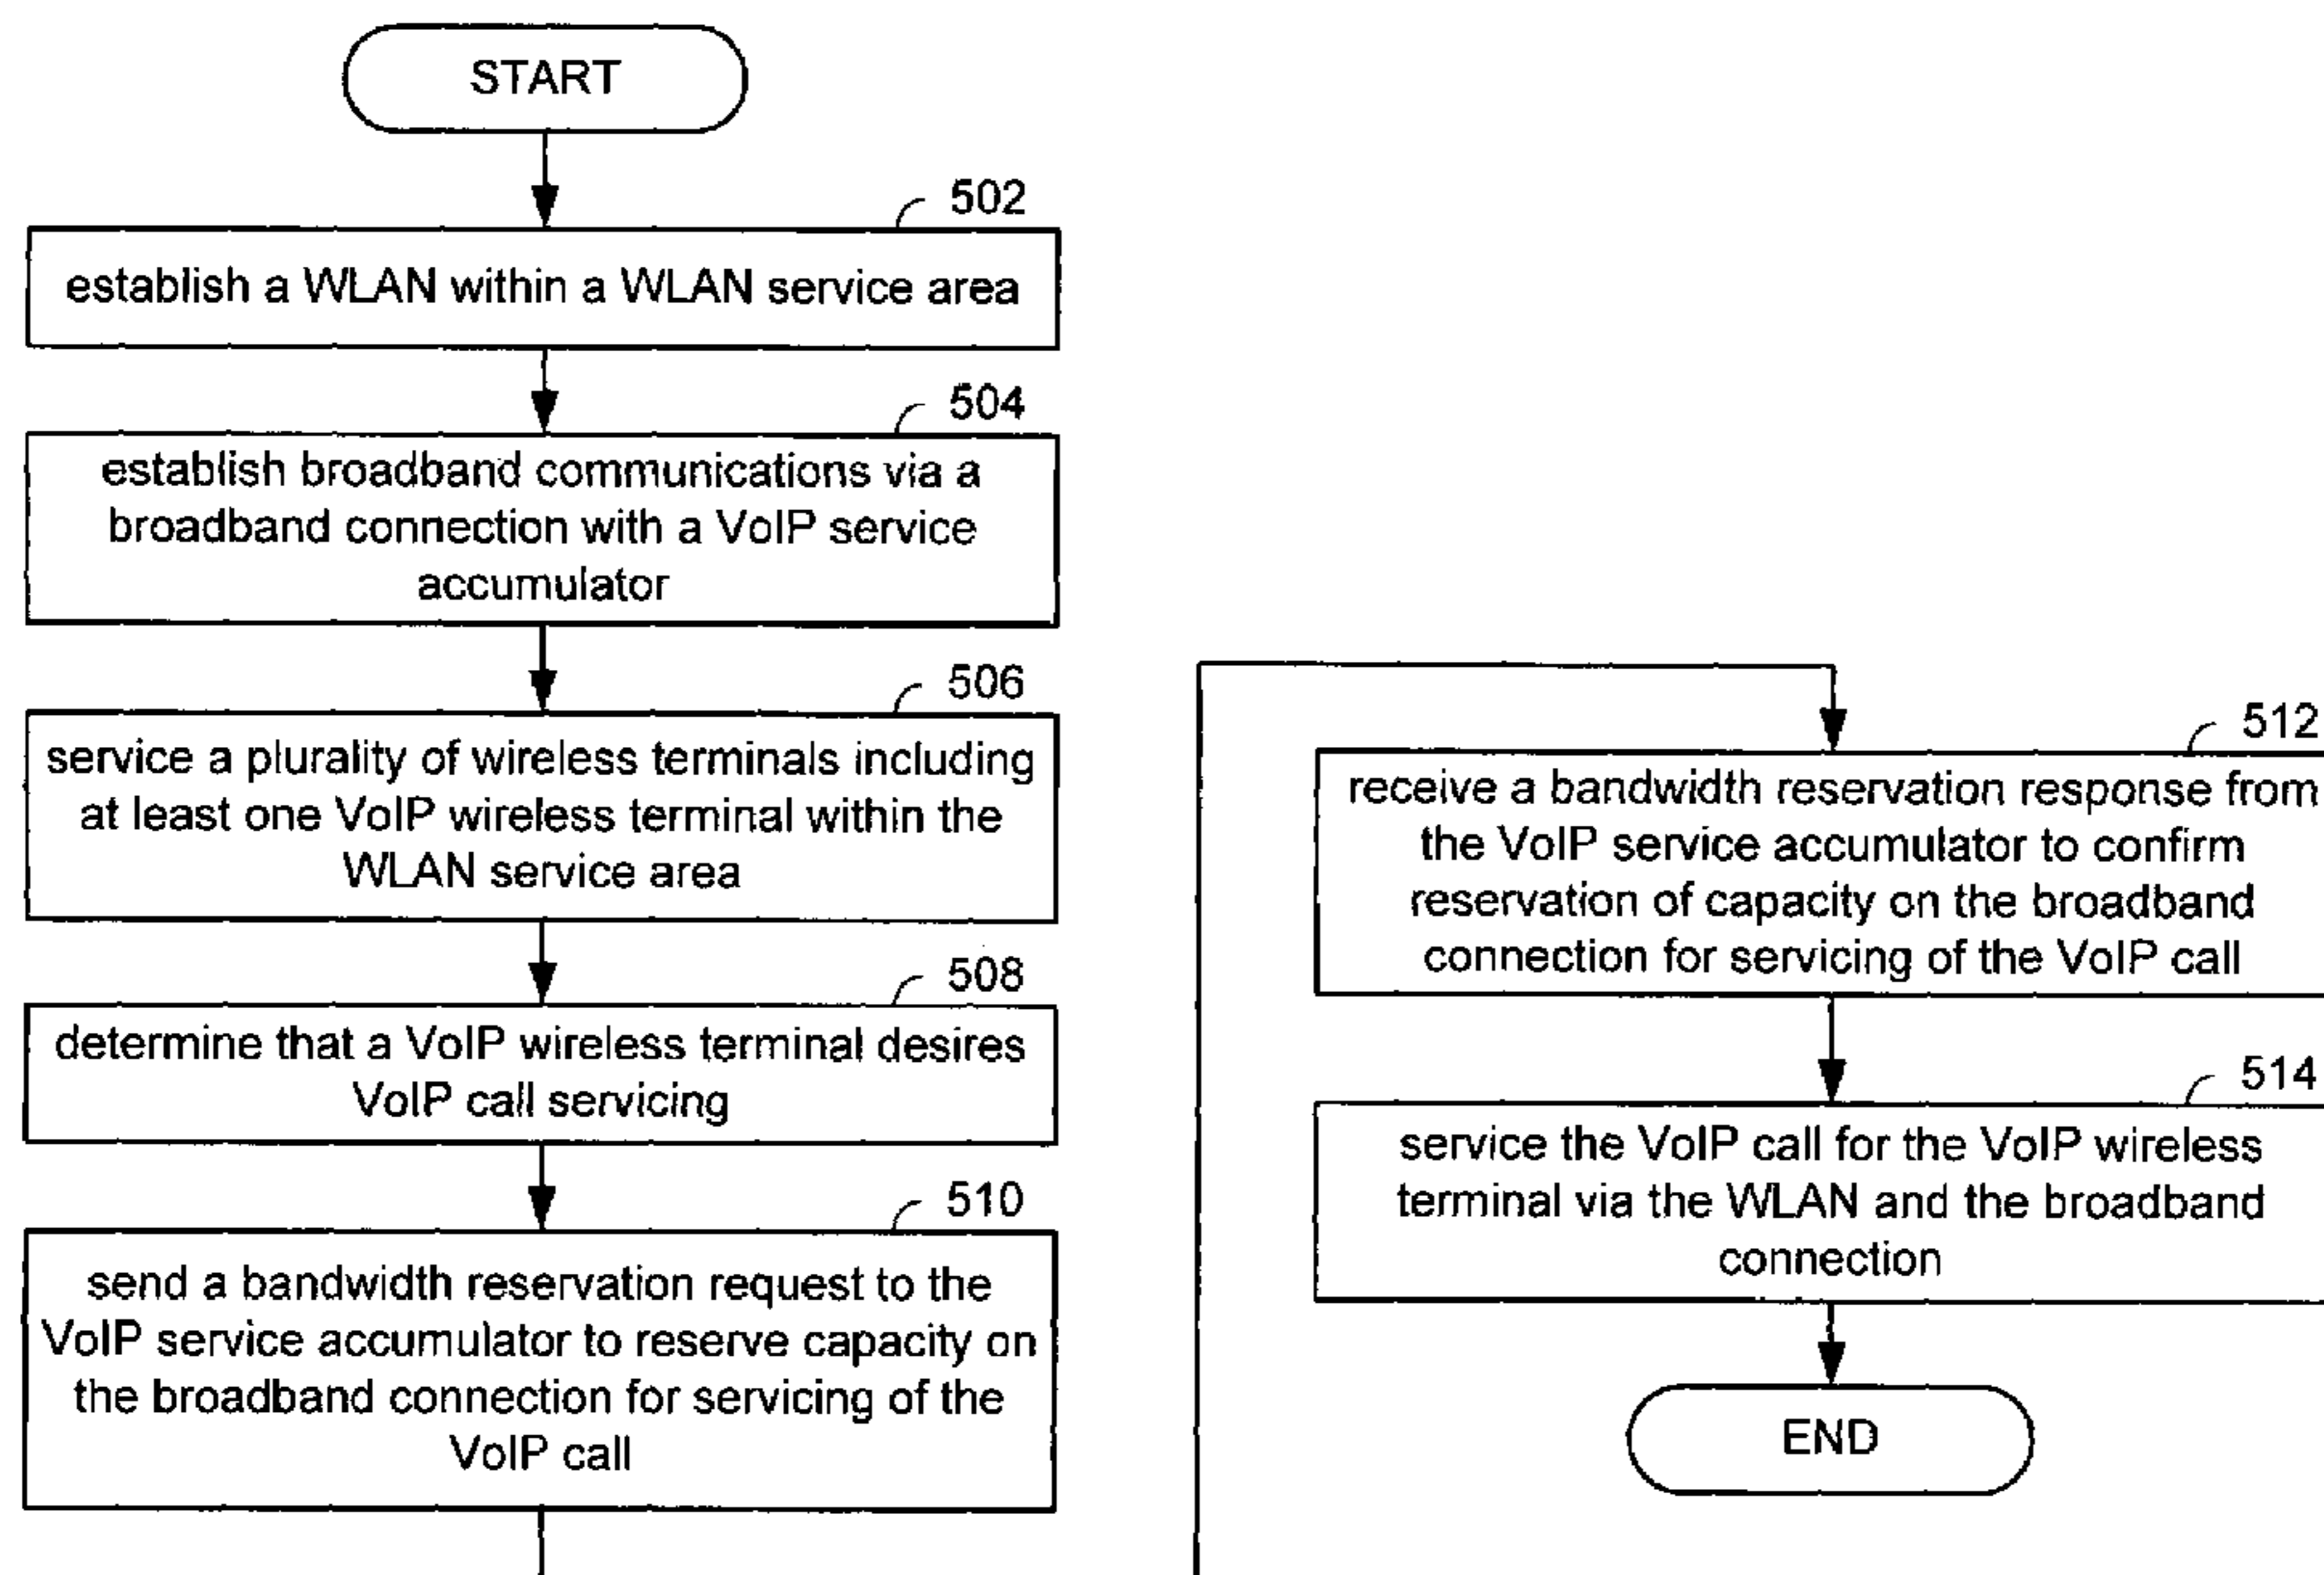 START
502
establish a WLAN within a WLAN service area
504
establish broadband communications via a
broadband connection with a VoIP service
accumulator
506
service a plurality of wireless terminals including
at least one VoIP wireless terminal within the
WLAN service area
508
determine that a VoIP wireless terminal desires
VoIP call servicing
510
send a bandwidth reservation request to the
VoIP service accumulator to reserve capacity on
the broadband connection for servicing of the
VoIP call
512
receive a bandwidth reservation response from
the VoIP service accumulator to confirm
reservation of capacity on the broadband
connection for servicing of the VoIP call
514
service the VoIP call for the VoIP wireless
terminal via the WLAN and the broadband
connection
END